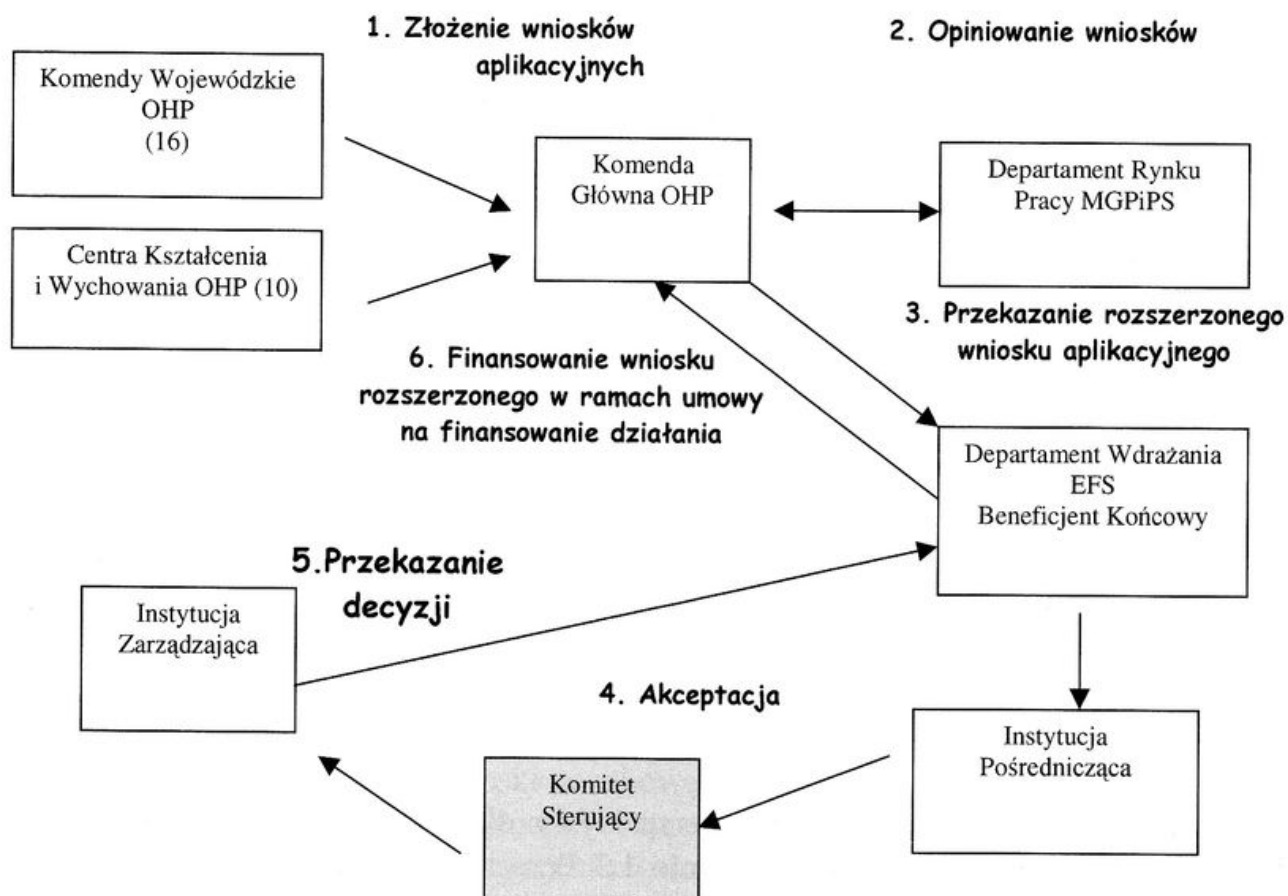 1. Złożenie wniosków
aplikacyjnych
2. Opiniowanie wniosków
Komendy Wojewódzkie
OHP
(16)
Komenda
Główna OHP
Departament Rynku
Pracy MGPiPS
Centra Kształcenia
i Wychowania OHP (10)
3. Przekazanie rozszerzonego
wniosku aplikacyjnego
6. Finansowanie wniosku
rozszerzonego w ramach umowy
na finansowanie działania
Departament Wdrażania
EFS
Beneficjent Końcowy
5.Przekazanie
decyzji
Instytucja
Zarządzająca
4. Akceptacja
Instytucja
Pośrednicząca
Komitet
Sterujący